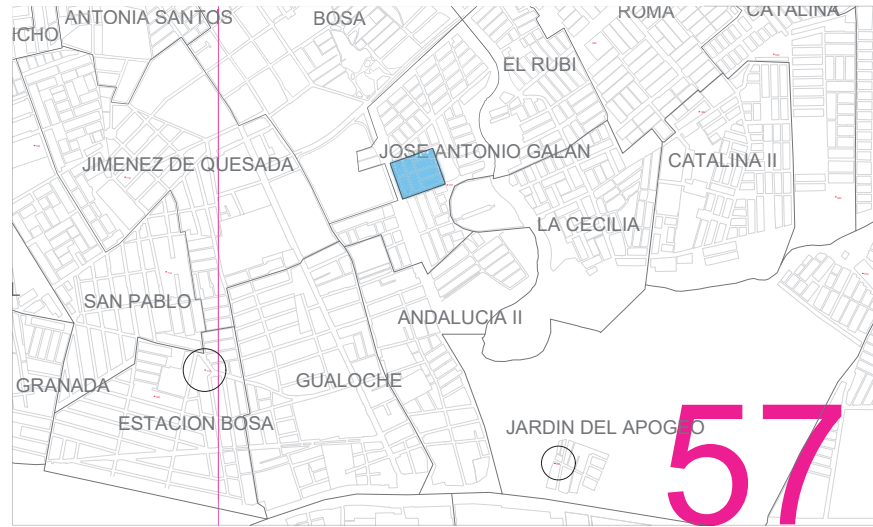 ANTONIA SANTOS
BOSA
ROMA
CATALINA
EL RUBI
JIMENEZ DE QUESADA
JOSE ANTONIO GALAN
CATALINA II
LA CECILIA
SAN PABLO
ANDALUCIA II
GRANADA
GUALOCHE
ESTACION BOSA
JARDIN DEL APOGEO
57